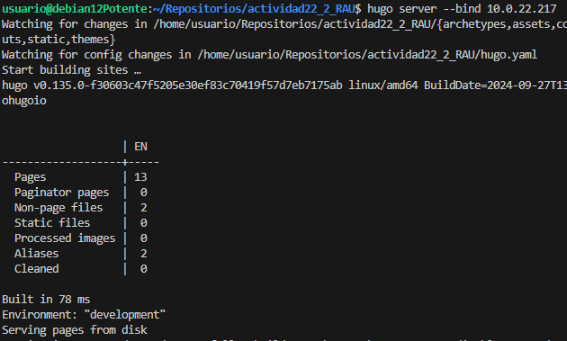 usuario@debian12Potente:~/Repositorios/actividad22_2_RAU$ hugo server --bind 10.0.22.217
Watching for changes in /home/usuario/Repositorios/actividad22_2_RAU/{archetypes,assets,co
uts,static,themes}
Watching for config changes in /home/usuario/Repositorios/actividad22_2_RAU/hugo.yaml
Start building sites …
hugo v0.135.0-f30603c47f5205e30ef83c70419f57d7eb7175ab linux/amd64 BuildDate=2024-09-27T13
ohugoio
| EN
-------------------+-----
Pages | 13
Paginator pages | 0
Non-page files | 2
Static files | 0
Processed images | 0
Aliases | 2
Cleaned | 0
Built in 78 ms
Environment: "development"
Serving pages from disk